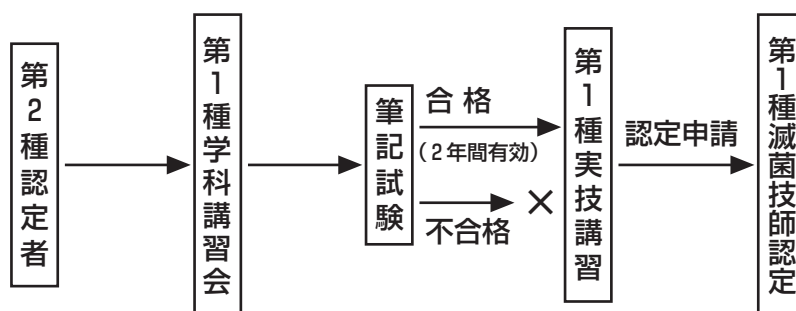 第2種認定者
第1種学科講習会
筆記試験
合格
(2年間有効)
×
不合格
第1種実技講習
認定申請
第1種滅菌技師認定